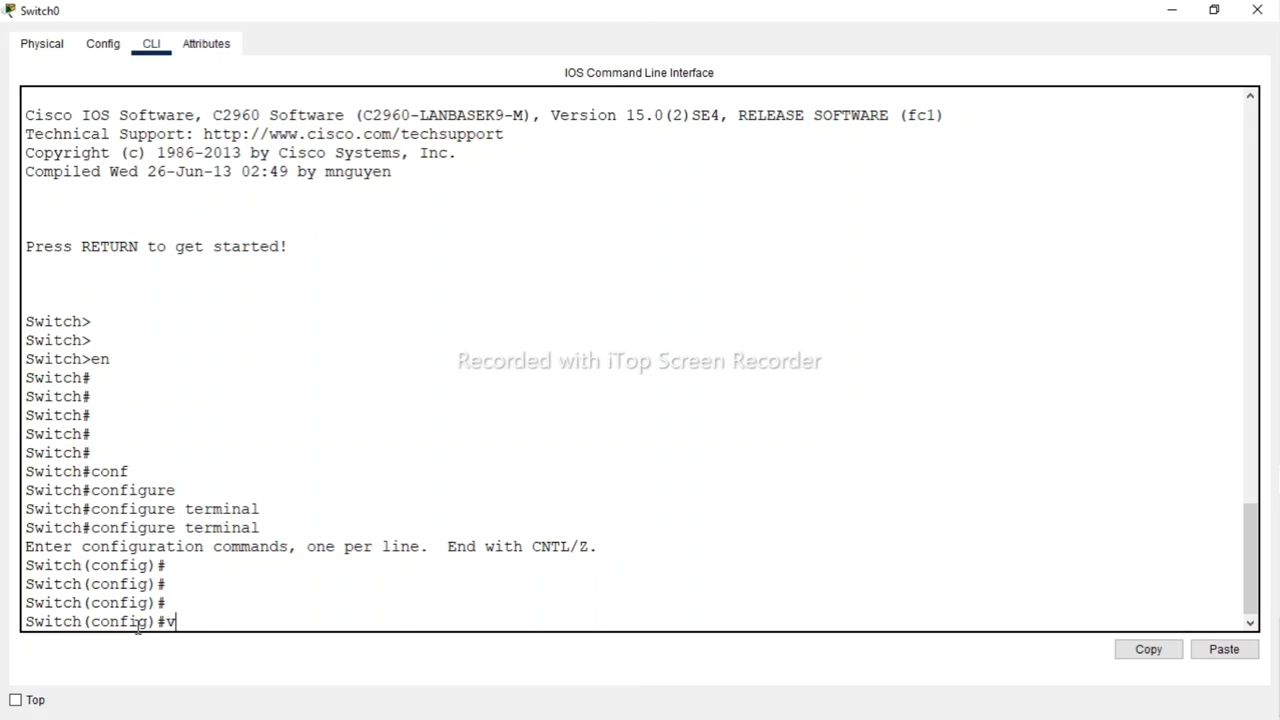 Switch0
Physical Config CLI Attributes
IOS Command Line Interface
Cisco IOS Software, C2960 Software (C2960-LANBASEK9-M), Version 15.0(2)SE4, RELEASE SOFTWARE (fc1)
Technical Support: http://www.cisco.com/techsupport
Copyright (c) 1986-2013 by Cisco Systems, Inc.
Compiled Wed 26-Jun-13 02:49 by mnguyen
Press RETURN to get started!
Switch>
Switch>
Switch>en
Recorded with iTop Screen Recorder
Switch#
Switch#
Switch#
Switch#
Switch#
Switch#conf
Switch#configure
Switch#configure terminal
Switch#configure terminal
Enter configuration commands, one per line. End with CNTL/Z.
Switch(config)#
Switch(config)#
Switch(config)#
Switch(config)#v
Copy Paste
Top